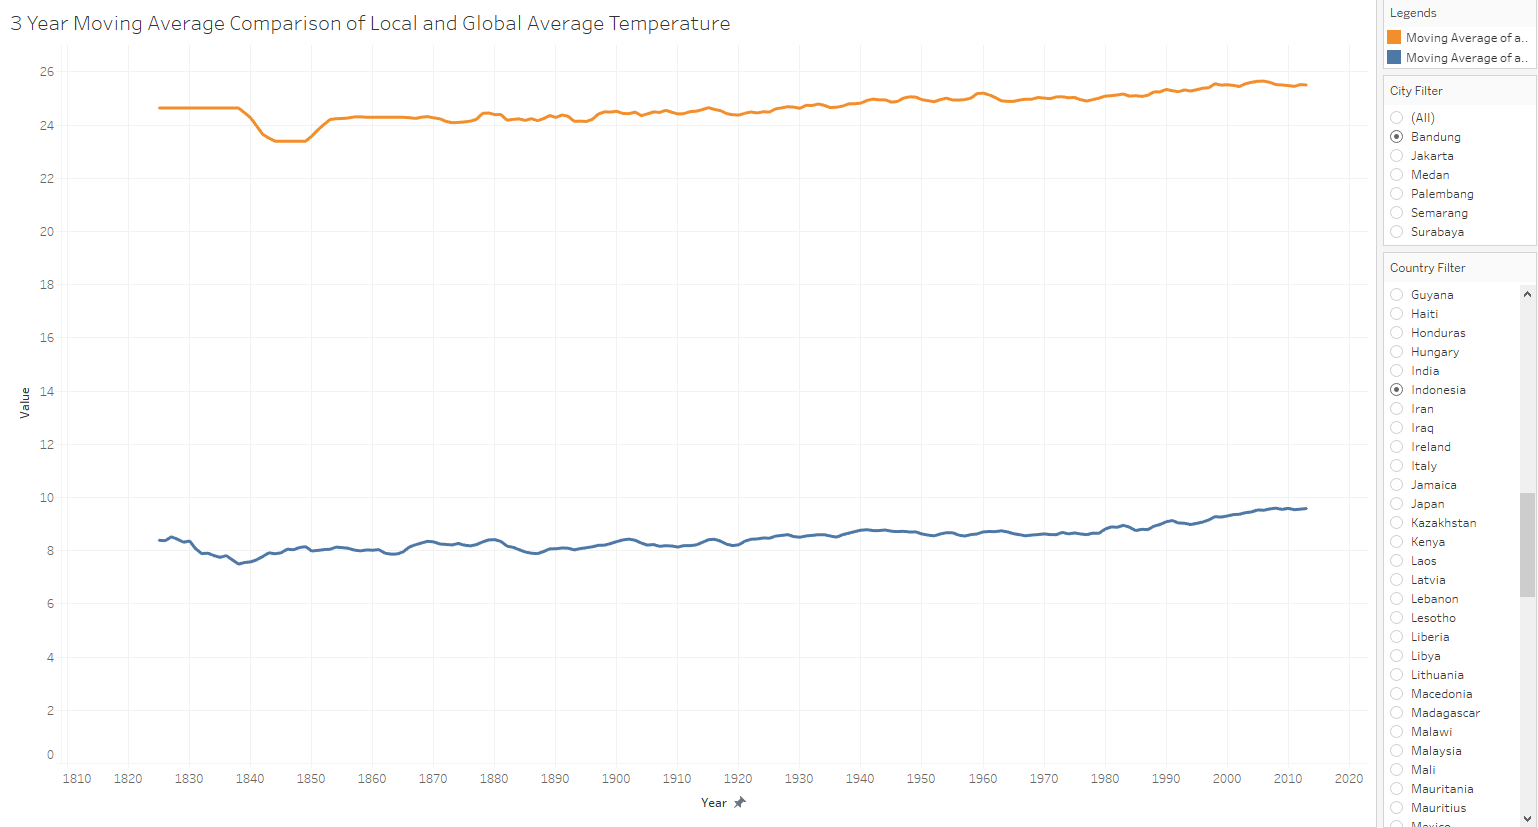 3 Year Moving Average Comparison of Local and Global Average Temperature
26
24
22
20
18
16
14
12
10
8
6
4
2
0
Value
1810 1820 1830 1840 1850 1860 1870 1880 1890 1900 1910 1920 1930 1940 1950 1960 1970 1980 1990 2000 2010 2020
Year
Legends
Moving Average of a..
Moving Average of a..
City Filter
(All)
Bandung
Jakarta
Medan
Palembang
Semarang
Surabaya
Country Filter
Guyana
Haiti
Honduras
Hungary
India
Indonesia
Iran
Iraq
Ireland
Italy
Jamaica
Japan
Kazakhstan
Kenya
Laos
Latvia
Lebanon
Lesotho
Liberia
Libya
Lithuania
Macedonia
Madagascar
Malawi
Malaysia
Mali
Mauritania
Mauritius
Mexico